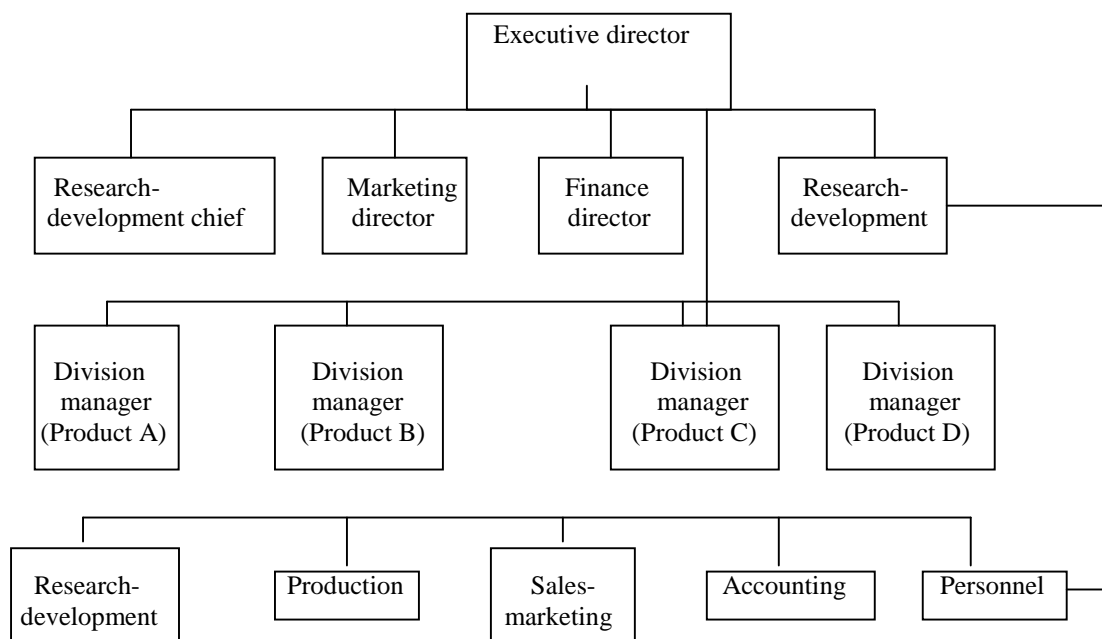 Executive director
Research-
development chief
Marketing
director
Finance
director
Research-
development
Division
manager
(Product A)
Division
manager
(Product B)
Division
manager
(Product C)
Division
manager
(Product D)
Research-
development
Production
Sales-
marketing
Accounting
Personnel